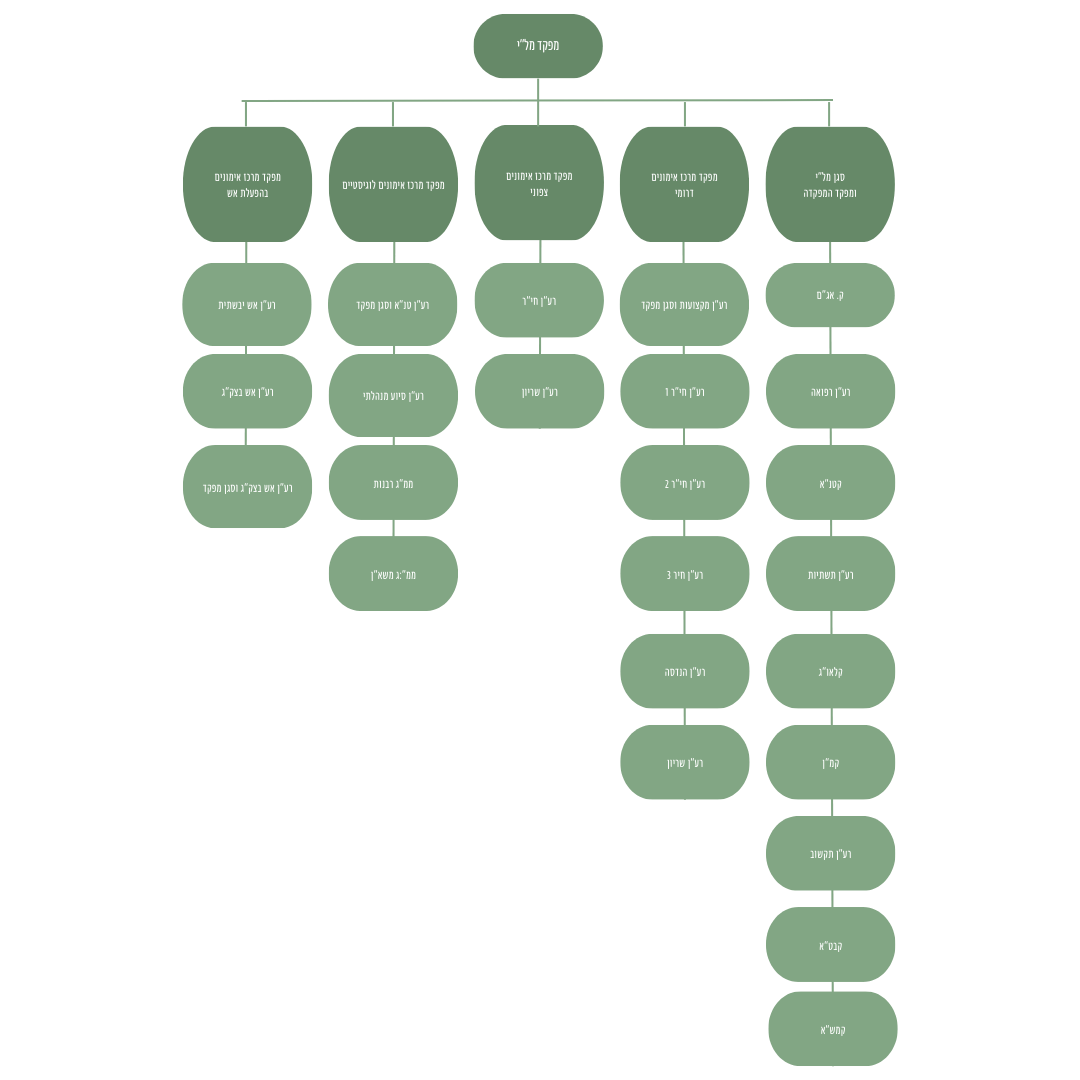 מפקד מל"י
סגן מל"י
ומפקד המפקדה
מפקד מרכז אימונים
דרומי
מפקד מרכז אימונים
צפוני
מפקד מרכז אימונים לוגיסטיים
מפקד מרכז אימונים
בהפעלת אש
ק. אג"ם
רע"ן רפואה
קטנ"א
רע"ן תשתיות
קלאו"ג
קמ"ן
רע"ן תקשוב
קבט"א
קמש"א
רע"ן מקצועות וסגן מפקד
רע"ן חי"ר 1
רע"ן חי"ר 2
רע"ן חיר 3
רע"ן הנדסה
רע"ן שריון
רע"ן חי"ר
רע"ן שריון
רע"ן טנ"א וסגן מפקד
רע"ן סיוע מנהלתי
ממ"ג רבנות
ממ"ג: משא"ן
רע"ן אש יבשתית
רע"ן אש בצק"ג
רע"ן אש בצק"ג וסגן מפקד